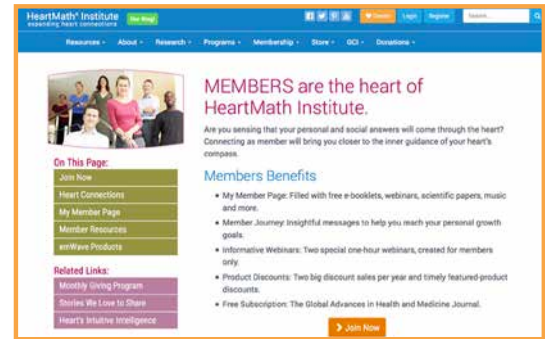 HeartMath® Institute
expanding heart connections
Our Blog!
Donate
Login
Register
Search...
Resources
About
Research
Programs
Membership
Store
GCI
Donations
On This Page:
Join Now
Heart Connections
My Member Page
Member Resources
emWave Products
Related Links:
Monthly Giving Program
Stories We Love to Share
Heart's Intuitive Intelligence
MEMBERS are the heart of
HeartMath Institute.
Are you sensing that your personal and social answers will come through the heart?
Connecting as member will bring you closer to the inner guidance of your heart's
compass.
Members Benefits
• My Member Page: Filled with free e-booklets, webinars, scientific papers, music
and more.
• Member Journey: Insightful messages to help you reach your personal growth
goals.
• Informative Webinars: Two special one-hour webinars, created for members
only.
• Product Discounts: Two big discount sales per year and timely featured-product
discounts.
• Free Subscription: The Global Advances in Health and Medicine Journal.
Join Now